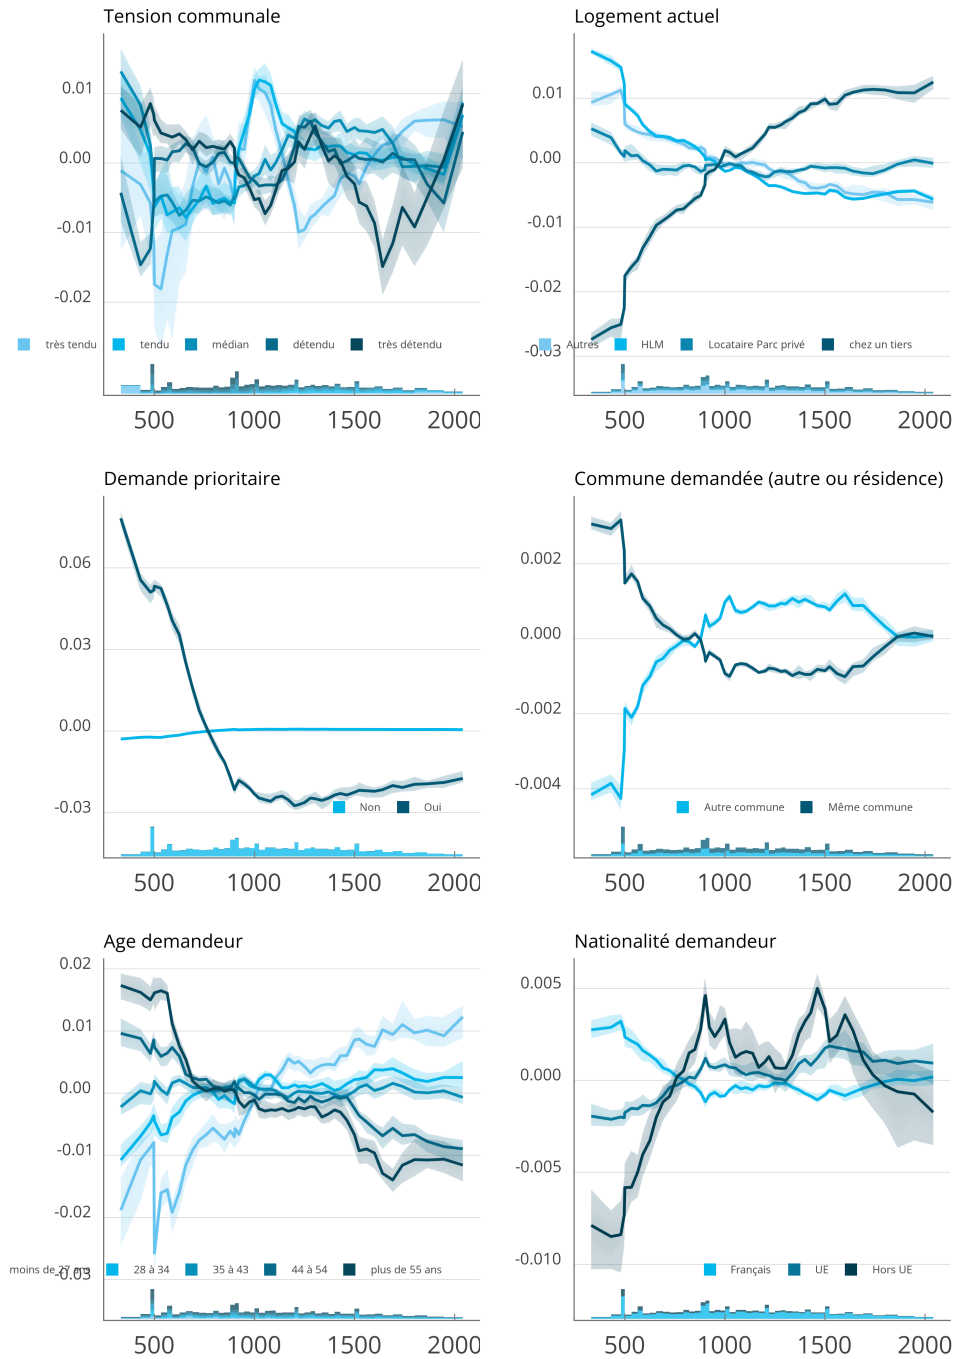 Tension communale
0.01
0.00
-0.01
-0.02
très tendu tendu médian détendu très détendu
500 1000 1500 2000
Logement actuel
0.01
0.00
-0.01
-0.02
-0.03
Autres HLM Locataire Parc privé chez un tiers
500 1000 1500 2000
Demande prioritaire
0.06
0.03
0.00
-0.03
Non Oui
500 1000 1500 2000
Commune demandée (autre ou résidence)
0.002
0.000
-0.002
-0.004
Autre commune Même commune
500 1000 1500 2000
Age demandeur
0.02
0.01
0.00
-0.01
-0.02
-0.03
moins de 27 ans 28 à 34 35 à 43 44 à 54 plus de 55 ans
500 1000 1500 2000
Nationalité demandeur
0.005
0.000
-0.005
-0.010
Français UE Hors UE
500 1000 1500 2000